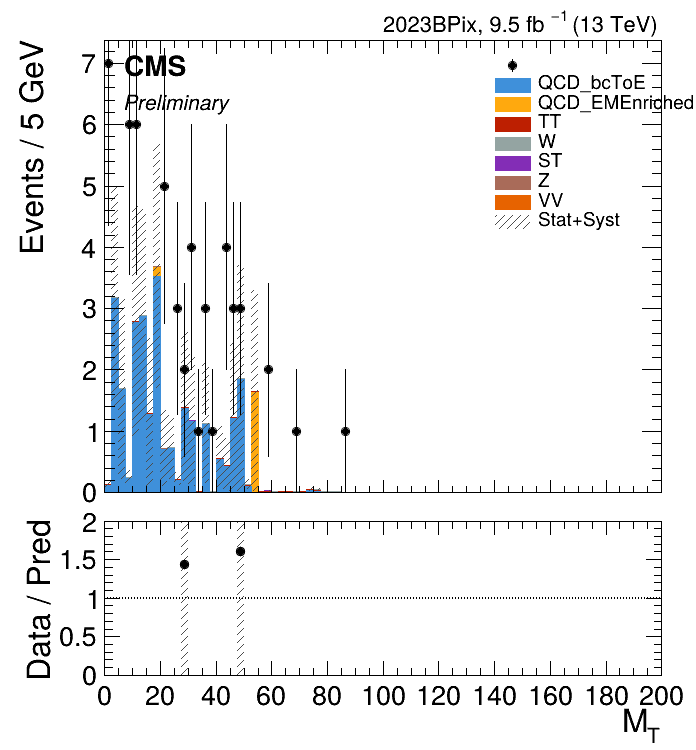 2023BPix, 9.5 fb⁻¹ (13 TeV)
CMS
Preliminary
QCD_bcToE
QCD_EMEnriched
TT
W
ST
Z
VV
Stat+Syst
Events / 5 GeV
7
6
5
4
3
2
1
0
Data / Pred
2
1.5
1
0.5
0
0 20 40 60 80 100 120 140 160 180 200
M_T